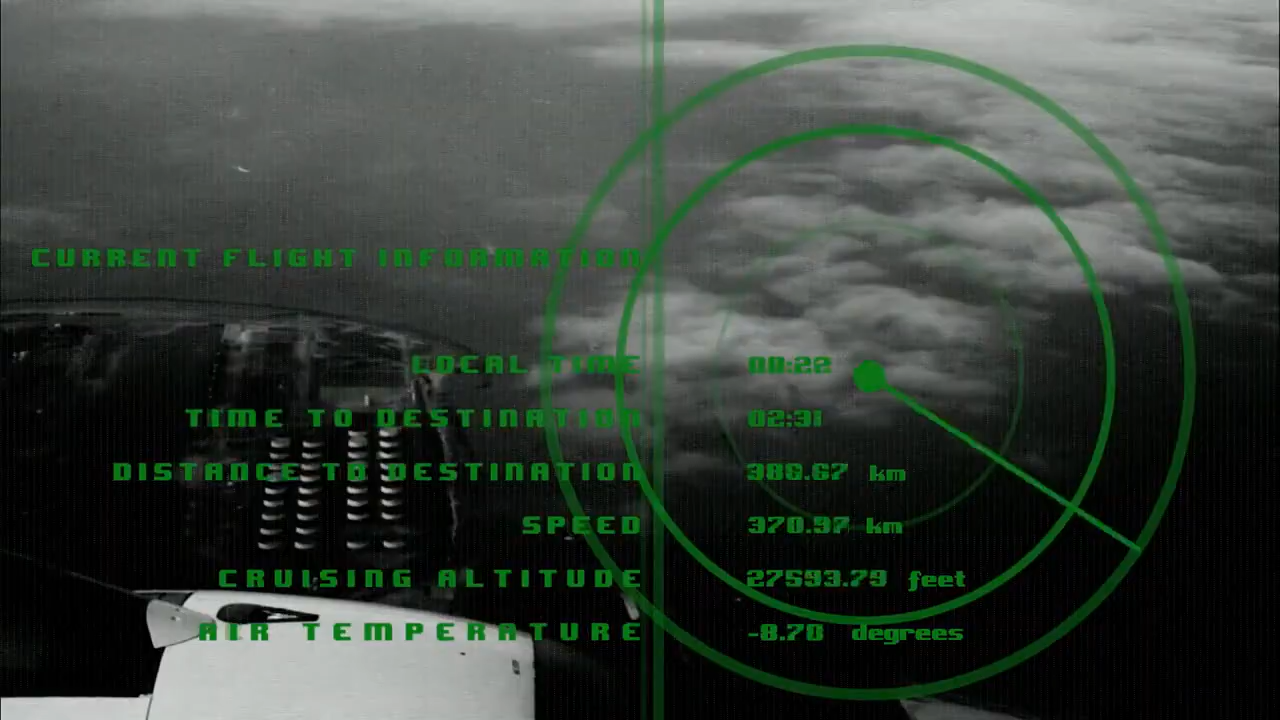 CURRENT FLIGHT INFORMATION
LOCAL TIME 00:22
TIME TO DESTINATION 02:31
DISTANCE TO DESTINATION 380.67 km
SPEED 370.97 km
CRUISING ALTITUDE 27593.79 feet
AIR TEMPERATURE -8.70 degrees